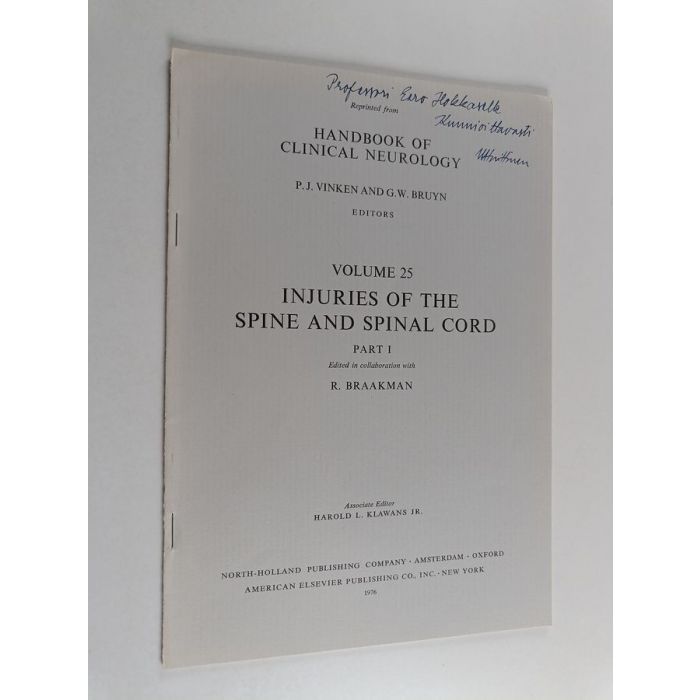 Professori Eero Hokkaselle
Reprinted from
Kunnioittavasti
HANDBOOK OF
CLINICAL NEUROLOGY
P. J. VINKEN AND G. W. BRUYN
EDITORS
VOLUME 25
INJURIES OF THE
SPINE AND SPINAL CORD
PART I
Edited in collaboration with
R. BRAAKMAN
Associate Editor
HAROLD L. KLAWANS JR.
NORTH-HOLLAND PUBLISHING COMPANY · AMSTERDAM · OXFORD
AMERICAN ELSEVIER PUBLISHING CO., INC. · NEW YORK
1976